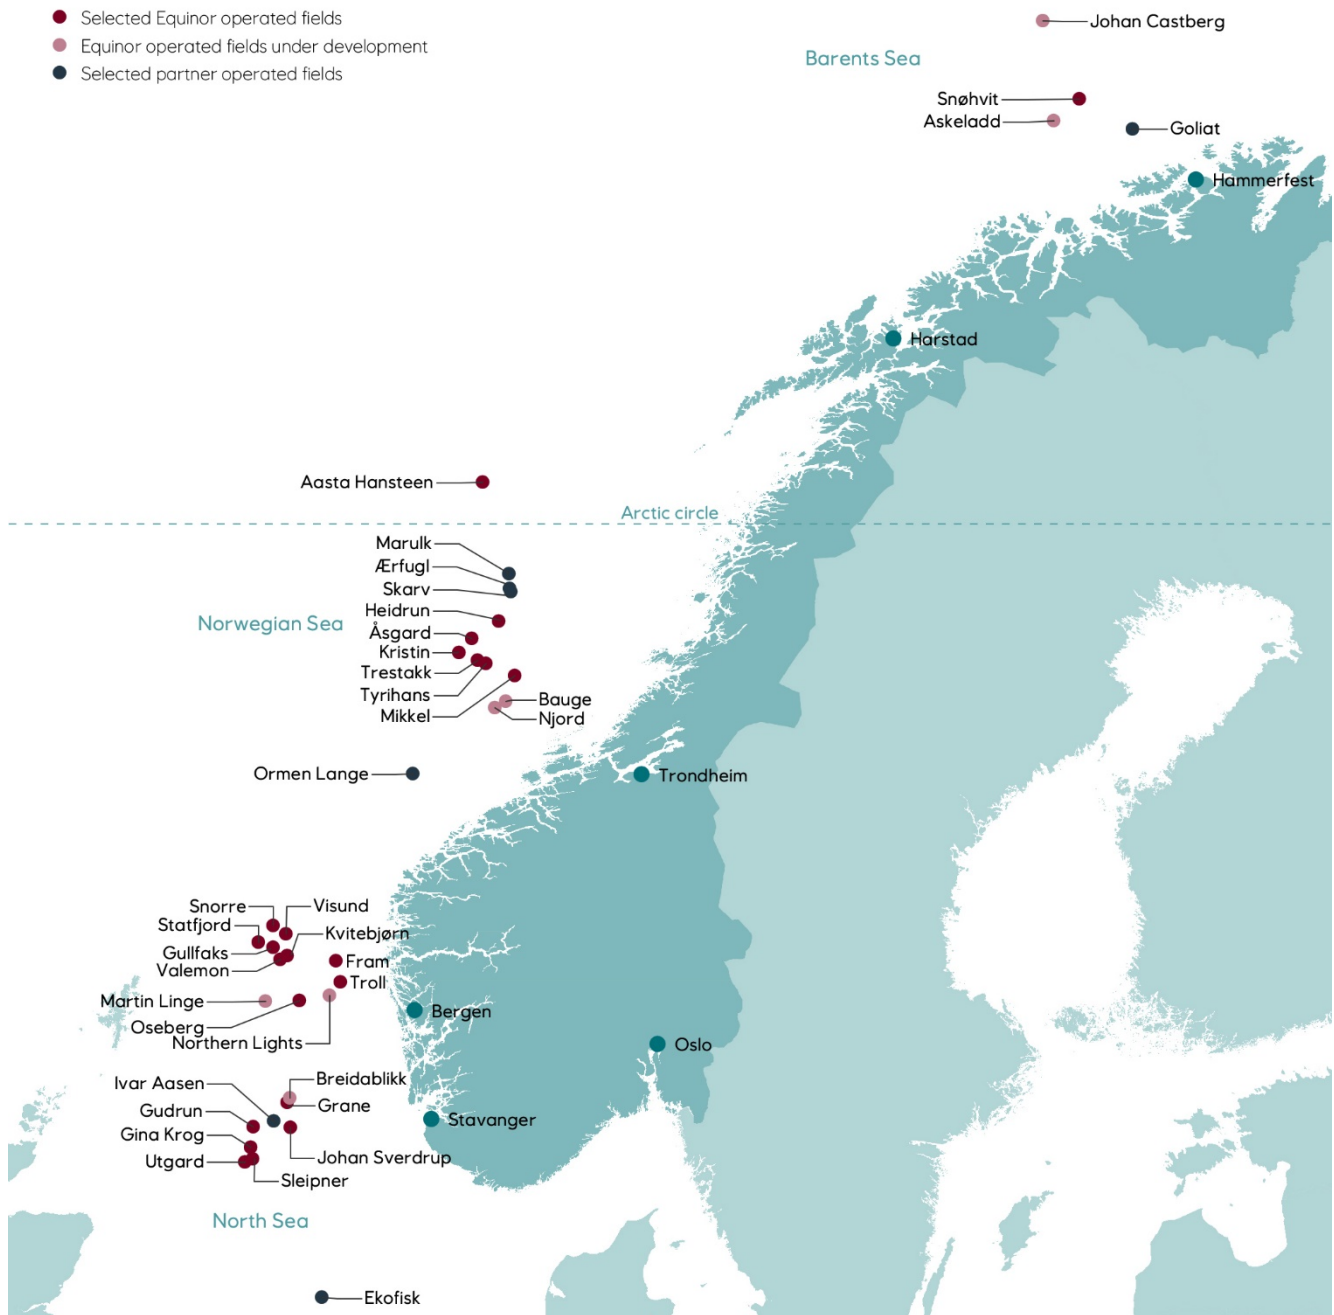 Selected Equinor operated fields
Equinor operated fields under development
Selected partner operated fields
Johan Castberg
Barents Sea
Snøhvit
Askeladd
Goliat
Hammerfest
Harstad
Aasta Hansteen
Arctic circle
Marulk
Ærfugl
Skarv
Heidrun
Norwegian Sea
Åsgard
Kristin
Trestakk
Tyrihans
Mikkel
Bauge
Njord
Ormen Lange
Trondheim
Snorre
Visund
Statfjord
Kvitebjørn
Gullfaks
Valemon
Fram
Troll
Martin Linge
Bergen
Oseberg
Northern Lights
Oslo
Breidablikk
Ivar Aasen
Grane
Gudrun
Stavanger
Gina Krog
Utgard
Johan Sverdrup
Sleipner
North Sea
Ekofisk